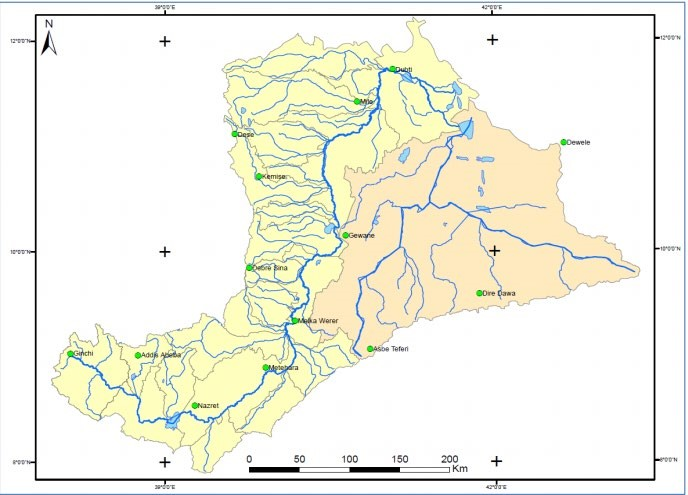 39°0'0"E
42°0'0"E
N
12°0'0"N
12°0'0"N
Dubti
Mile
Dese
Dewele
Kemise
Gewane
10°0'0"N
10°0'0"N
Debre Sina
Dire Dawa
Melka Werer
Asbe Teferi
Ginchi
Addis Ababa
Metehara
Nazret
8°0'0"N
8°0'0"N
0 50 100 150 200
Km
39°0'0"E
42°0'0"E